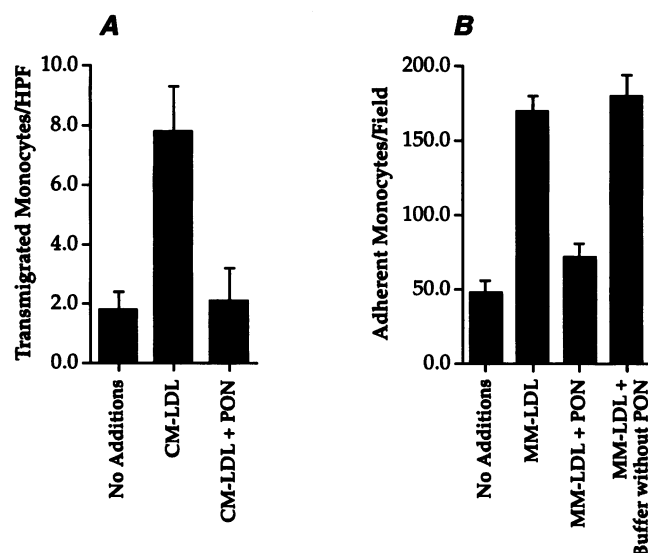 A
Transmigrated Monocytes/HPF
10.0
8.0
6.0
4.0
2.0
0.0
No Additions
CM-LDL
CM-LDL + PON
B
Adherent Monocytes/Field
200.0
150.0
100.0
50.0
0.0
No Additions
MM-LDL
MM-LDL + PON
MM-LDL +
Buffer without PON